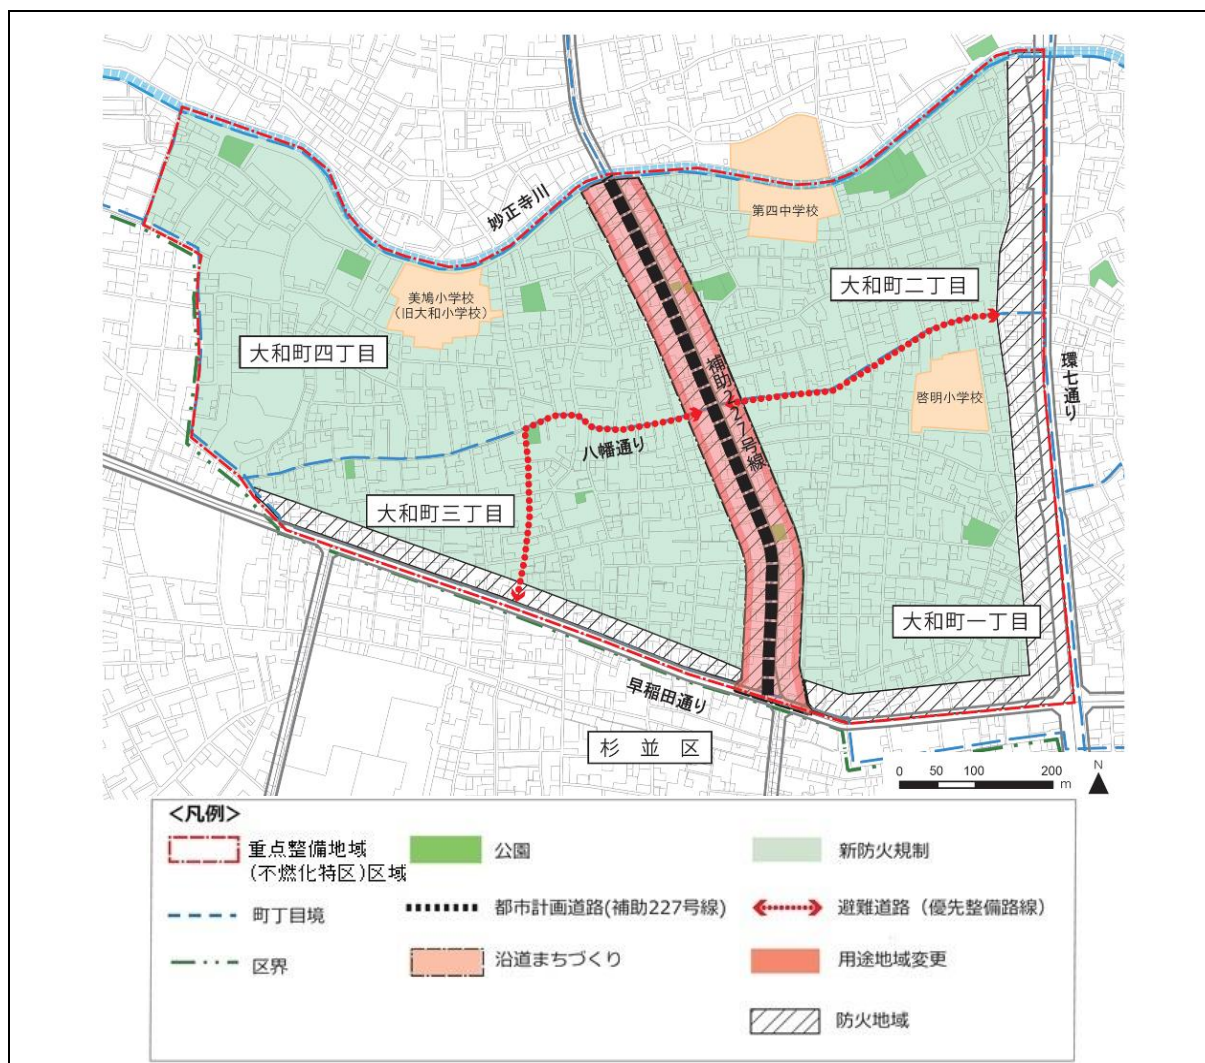 妙正寺川
第四中学校
大和町二丁目
美鳩小学校
(旧大和小学校)
大和町四丁目
補助227号線
環七通り
啓明小学校
八幡通り
大和町三丁目
大和町一丁目
早稲田通り
杉並区
0 50 100 200 m
N
<凡例>
重点整備地域
(不燃化特区)区域
公園
新防火規制
町丁目境
都市計画道路(補助227号線)
避難道路(優先整備路線)
区界
沿道まちづくり
用途地域変更
防火地域